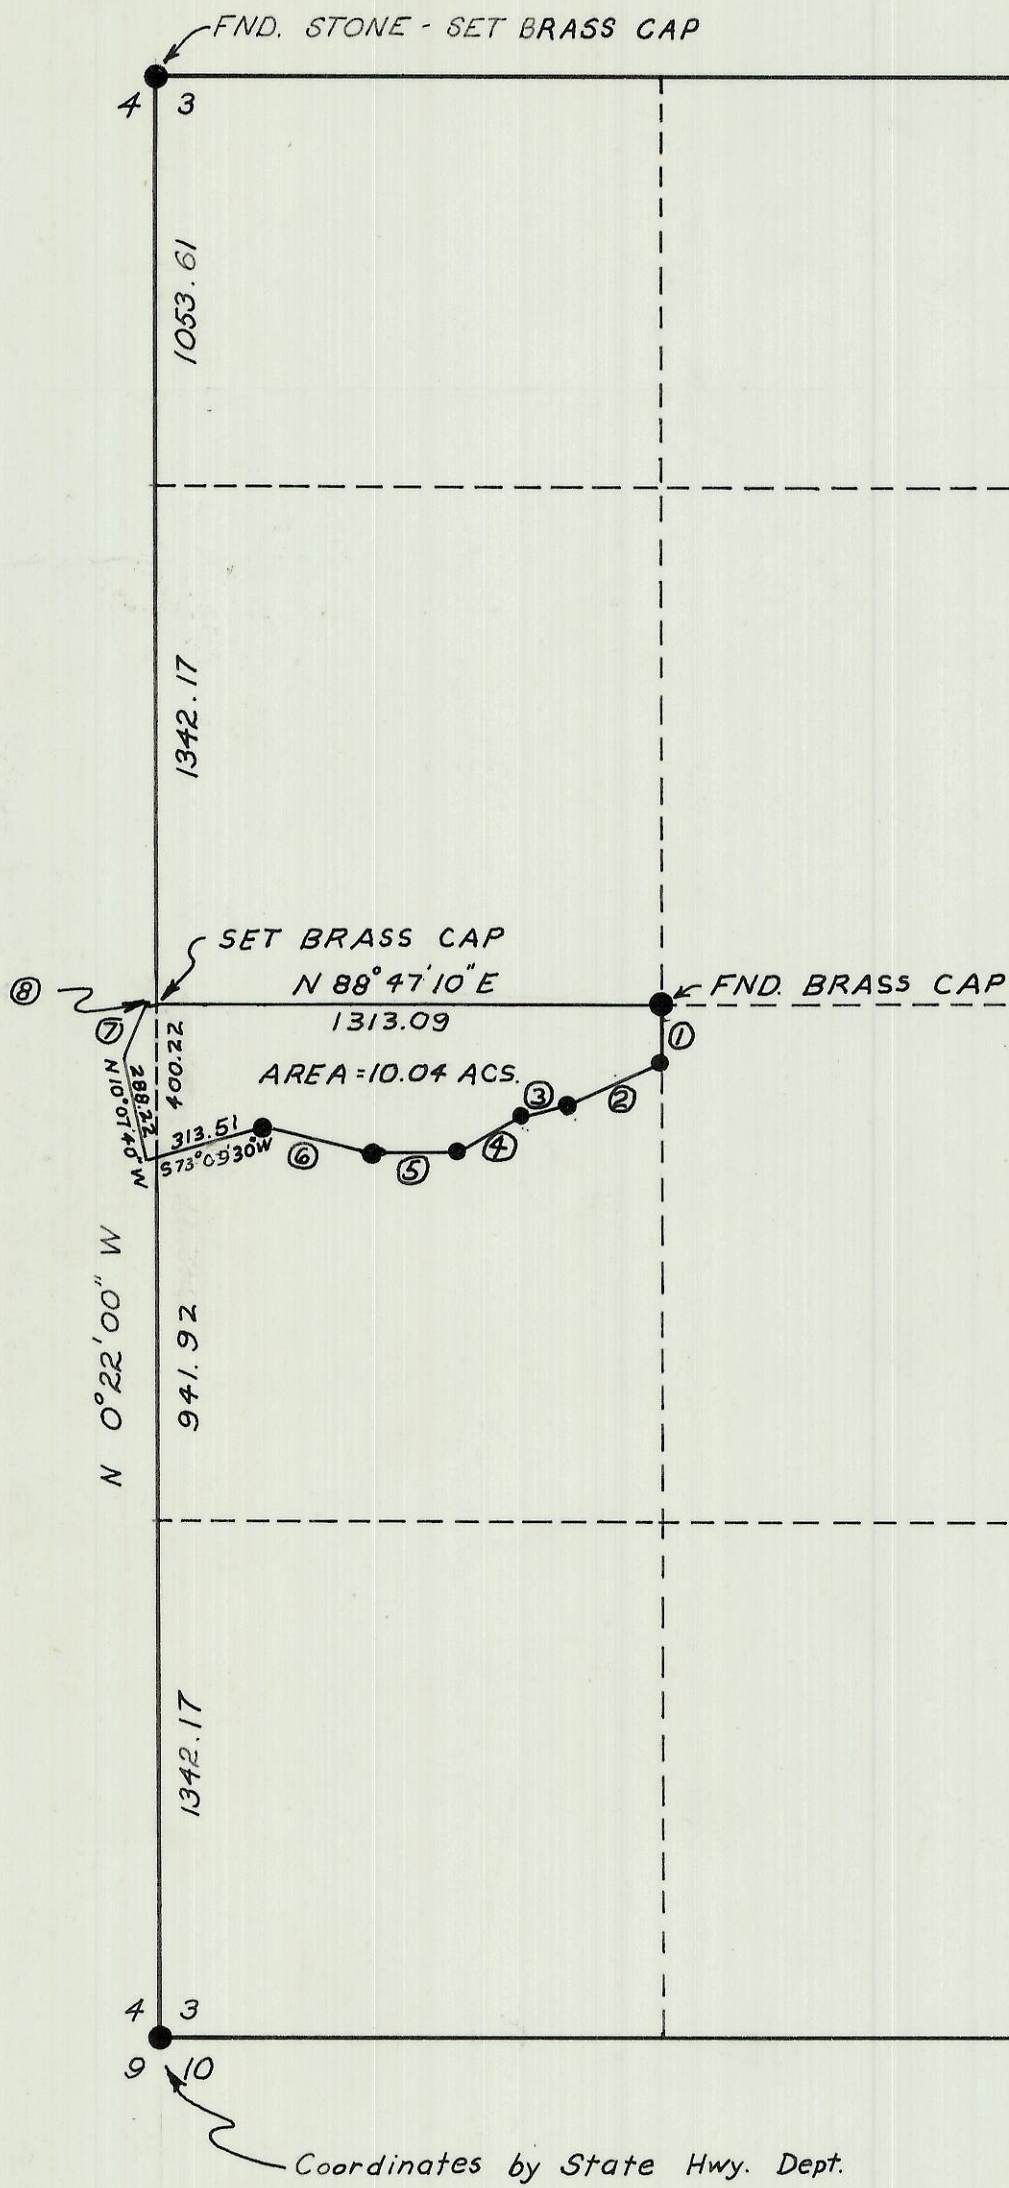 FND. STONE - SET BRASS CAP
4 3
1053.61
1342.17
SET BRASS CAP
N 88°47'10" E
FND. BRASS CAP
⑧
1313.09
①
⑦
400.22
AREA = 10.04 ACS.
③
②
288.22
N10°07'40"W
313.51
S73°09'30"W
④
⑥
⑤
N 0°22'00" W
941.92
1342.17
4 3
9 10
Coordinates by State Hwy. Dept.